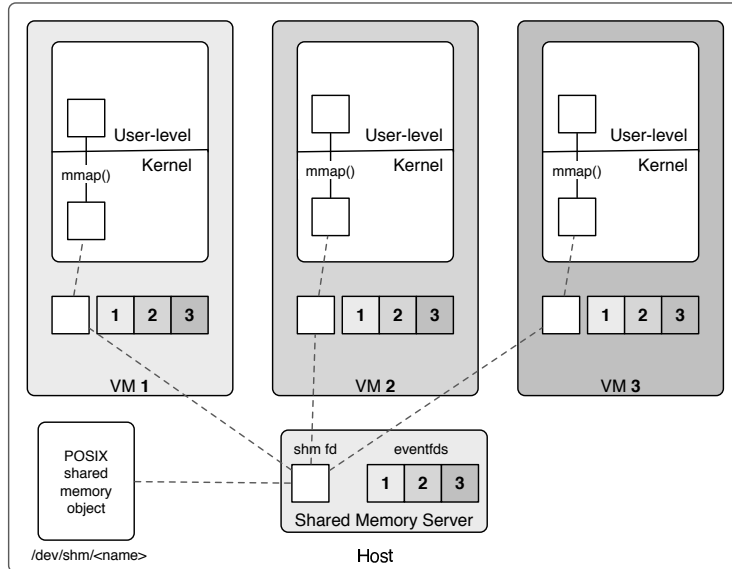 User-level
Kernel
mmap()
1 2 3
VM 1
User-level
Kernel
mmap()
1 2 3
VM 2
User-level
Kernel
mmap()
1 2 3
VM 3
POSIX
shared
memory
object
/dev/shm/<name>
shm fd
eventfds
1 2 3
Shared Memory Server
Host